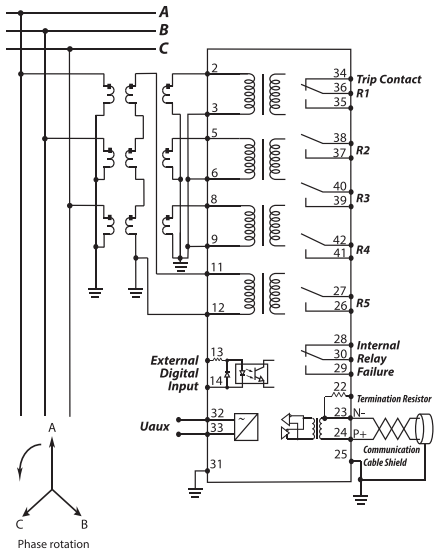 A
B
C
2
3
5
6
8
9
11
12
34
36
35
Trip Contact
R1
38
37
R2
40
39
R3
42
41
R4
27
26
R5
28
30
29
Internal
Relay
Failure
External
Digital
Input
13
14
22
Termination Resistor
23 N-
24 P+
Communication
Cable Shield
25
Uaux
32
33
~
31
A
C
B
Phase rotation